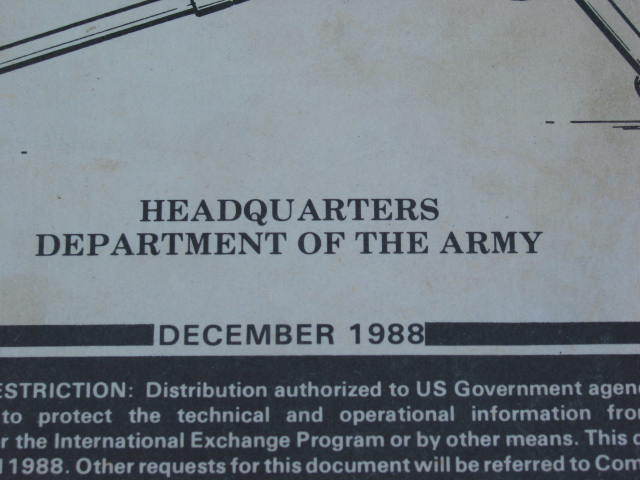 HEADQUARTERS
DEPARTMENT OF THE ARMY
DECEMBER 1988
ESTRICTION: Distribution authorized to US Government agen
to protect the technical and operational information fro
r the International Exchange Program or by other means. This d
11988. Other requests for this document will be referred to Com